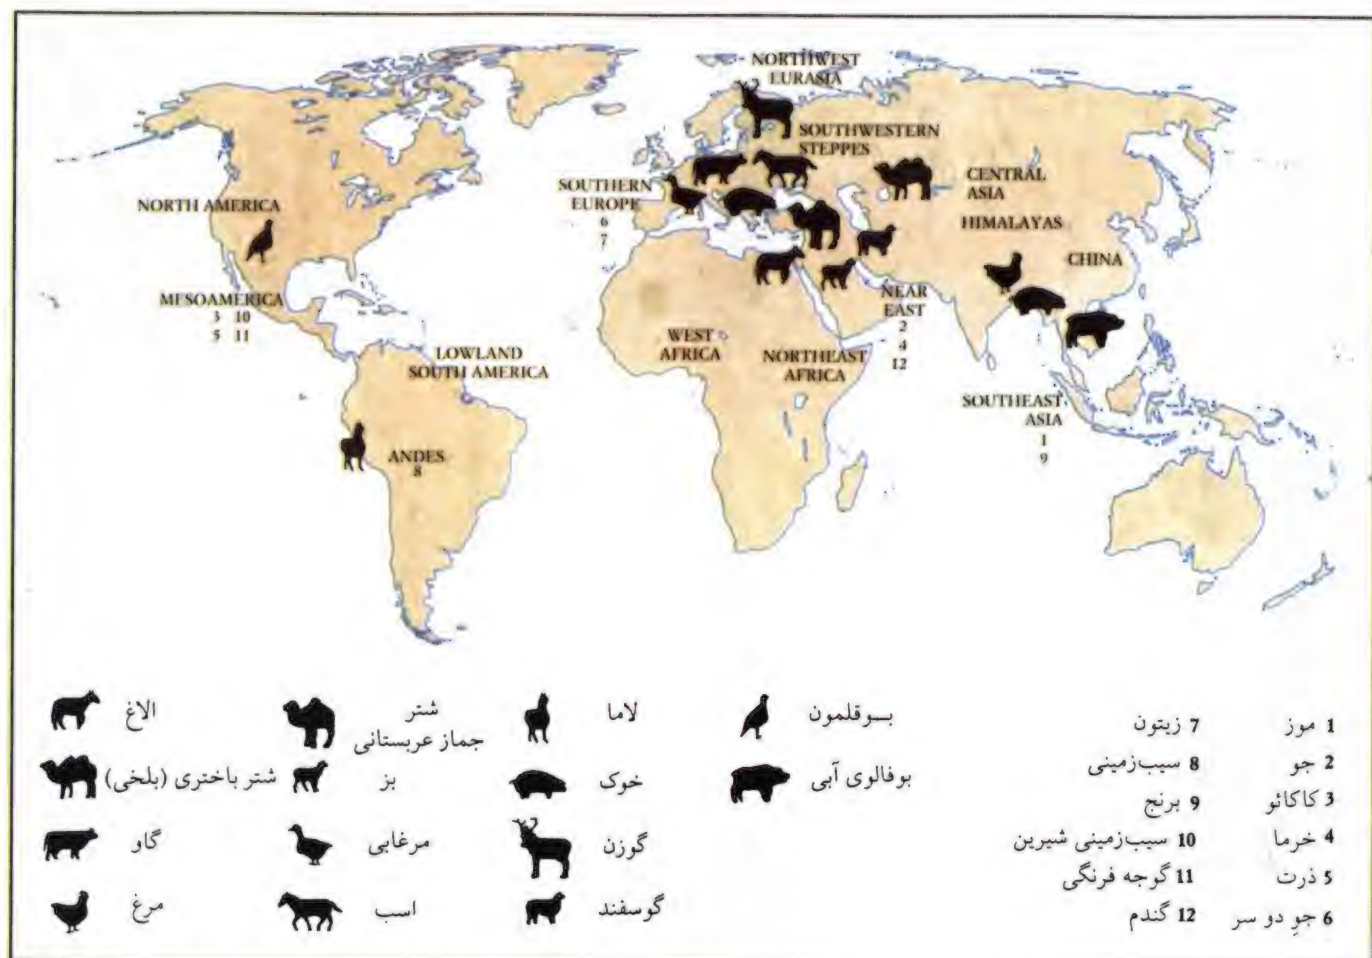 NORTHWEST
EURASIA
SOUTHWESTERN
STEPPES
CENTRAL
ASIA
SOUTHERN
EUROPE
6
7
NORTH AMERICA
HIMALAYAS
CHINA
MESOAMERICA
3 10
5 11
NEAR
EAST
2
4
12
WEST
AFRICA
NORTHEAST
AFRICA
LOWLAND
SOUTH AMERICA
SOUTHEAST
ASIA
1
9
ANDES
8
1 موز
2 جو
3 کاکائو
4 خرما
5 ذرت
6 جوِ دو سر
7 زیتون
8 سیب‌زمینی
9 برنج
10 سیب‌زمینی شیرین
11 گوجه فرنگی
12 گندم
بـوقلمون
بوفالوی آبی
لاما
خوک
گوزن
گوسفند
شتر
جماز عربستانی
بز
مرغابی
اسب
الاغ
شتر باختری (بلخی)
گاو
مرغ